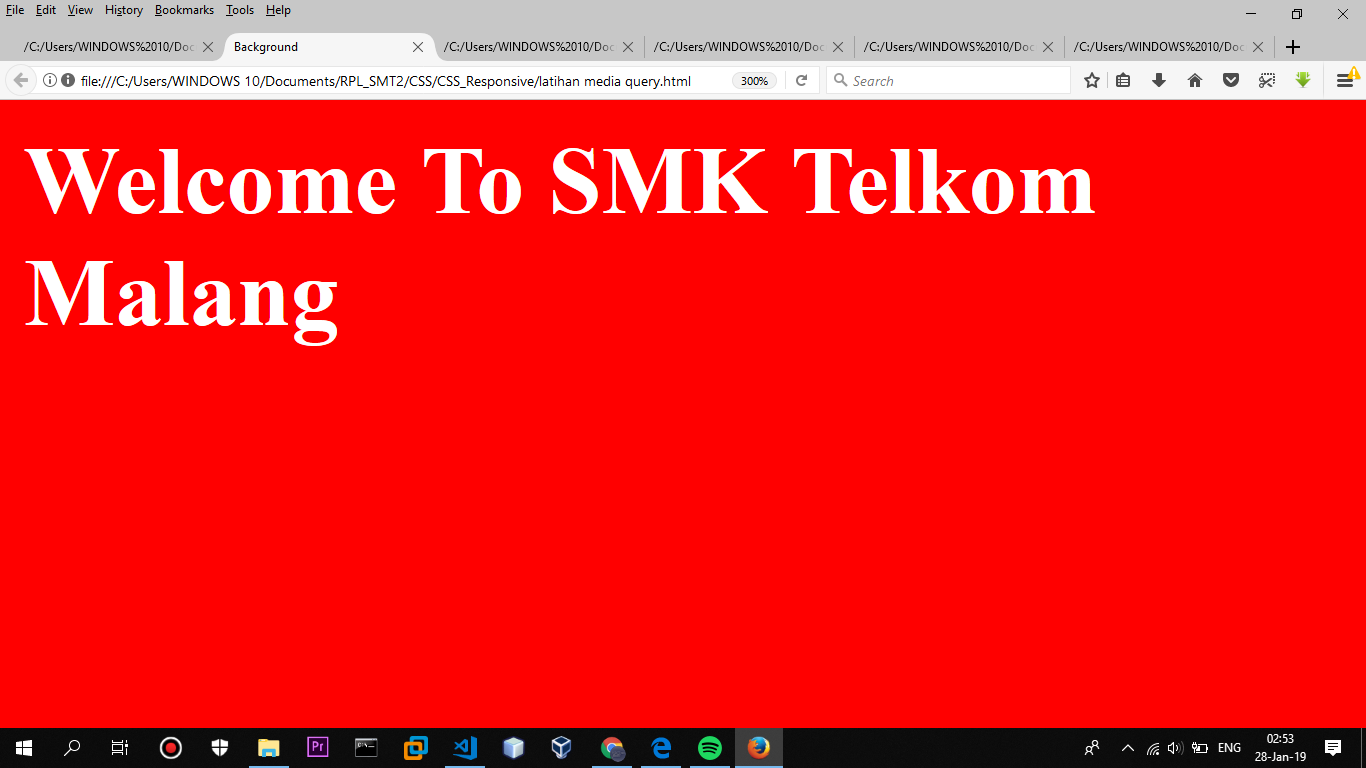 File Edit View History Bookmarks Tools Help
/C:/Users/WINDOWS%2010/Doc
Background
/C:/Users/WINDOWS%2010/Doc
/C:/Users/WINDOWS%2010/Doc
/C:/Users/WINDOWS%2010/Doc
/C:/Users/WINDOWS%2010/Doc
file:///C:/Users/WINDOWS 10/Documents/RPL_SMT2/CSS/CSS_Responsive/latihan media query.html
300%
Search
Welcome To SMK Telkom
Malang
Pr
ENG
02:53
28-Jan-19